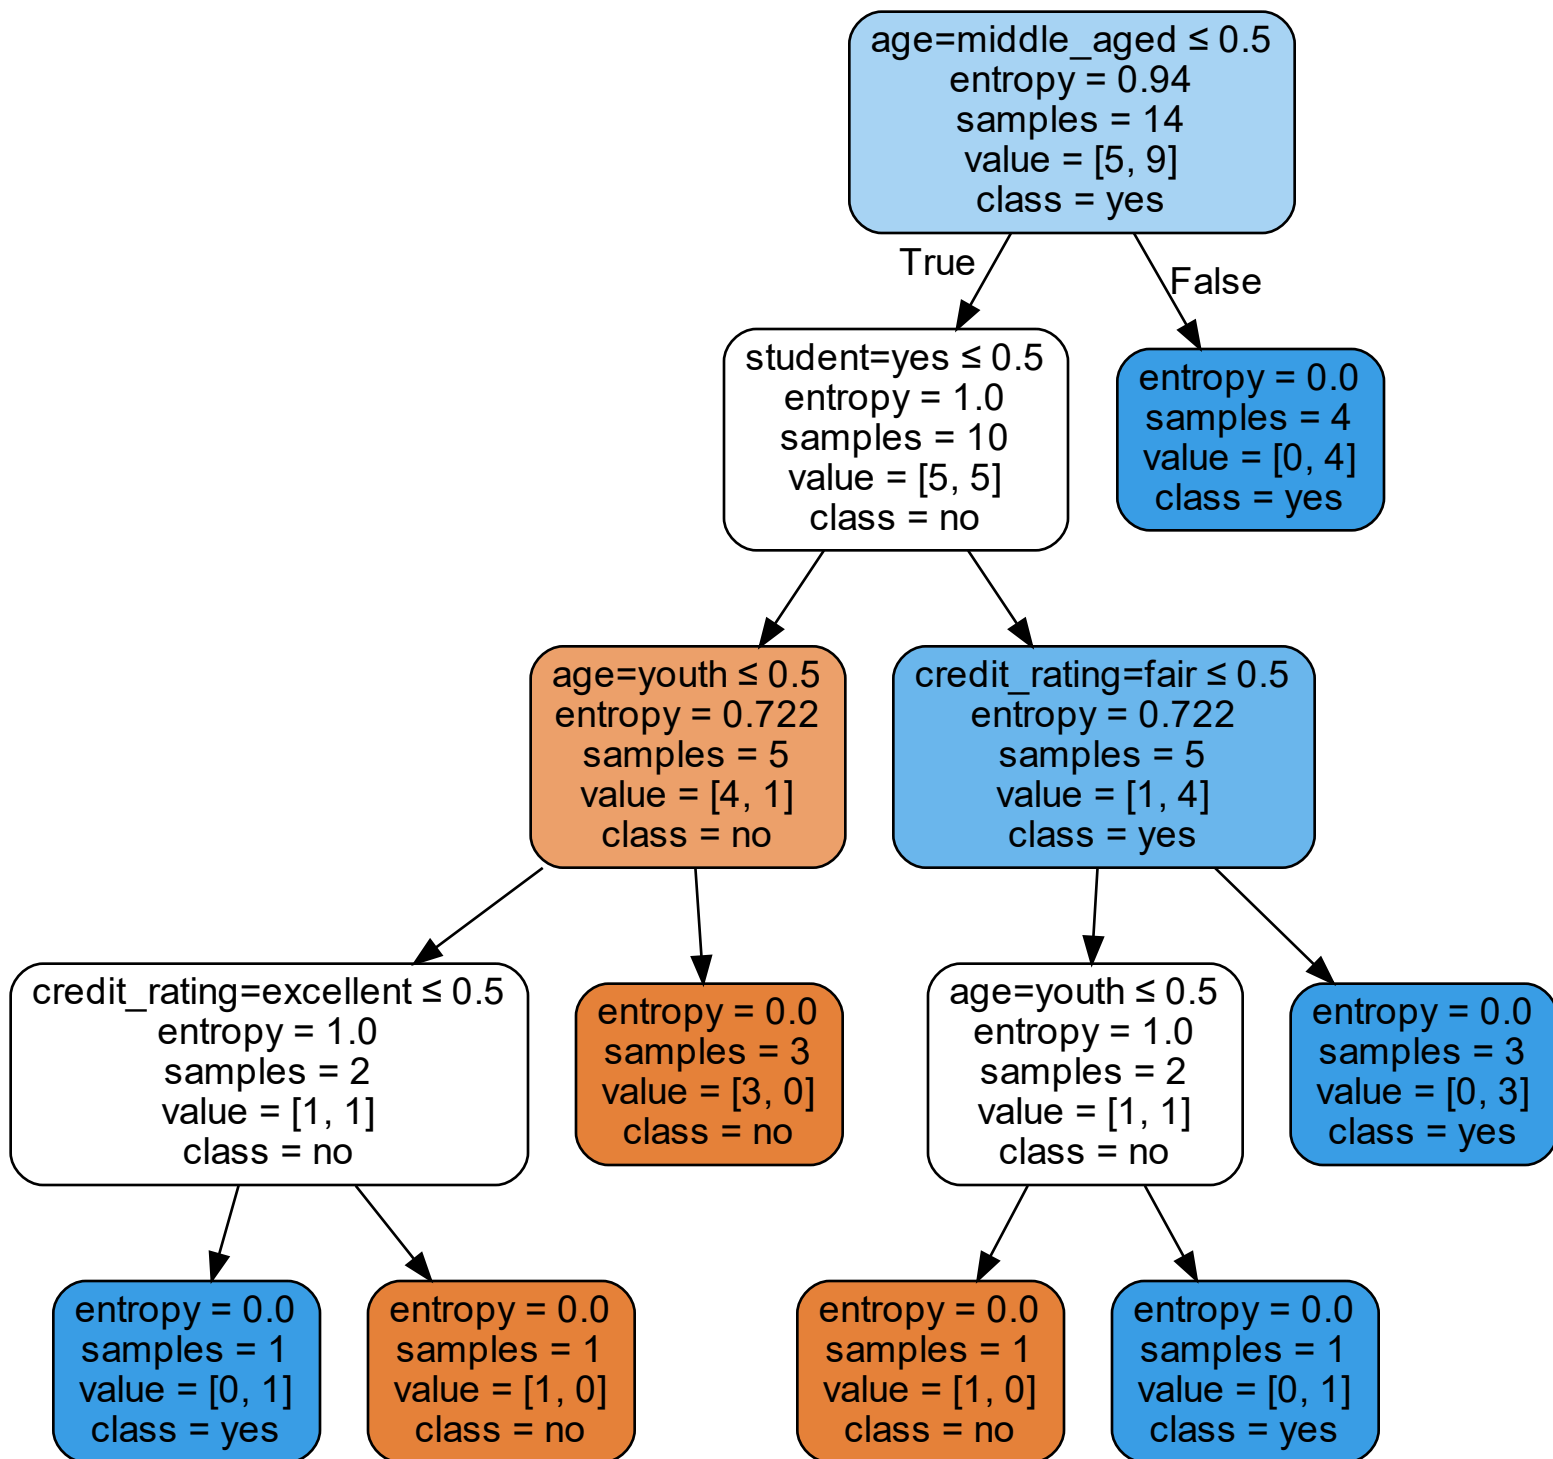 age=middle_aged ≤ 0.5
entropy = 0.94
samples = 14
value = [5, 9]
class = yes
True
False
student=yes ≤ 0.5
entropy = 1.0
samples = 10
value = [5, 5]
class = no
entropy = 0.0
samples = 4
value = [0, 4]
class = yes
age=youth ≤ 0.5
entropy = 0.722
samples = 5
value = [4, 1]
class = no
credit_rating=fair ≤ 0.5
entropy = 0.722
samples = 5
value = [1, 4]
class = yes
credit_rating=excellent ≤ 0.5
entropy = 1.0
samples = 2
value = [1, 1]
class = no
entropy = 0.0
samples = 3
value = [3, 0]
class = no
age=youth ≤ 0.5
entropy = 1.0
samples = 2
value = [1, 1]
class = no
entropy = 0.0
samples = 3
value = [0, 3]
class = yes
entropy = 0.0
samples = 1
value = [0, 1]
class = yes
entropy = 0.0
samples = 1
value = [1, 0]
class = no
entropy = 0.0
samples = 1
value = [1, 0]
class = no
entropy = 0.0
samples = 1
value = [0, 1]
class = yes